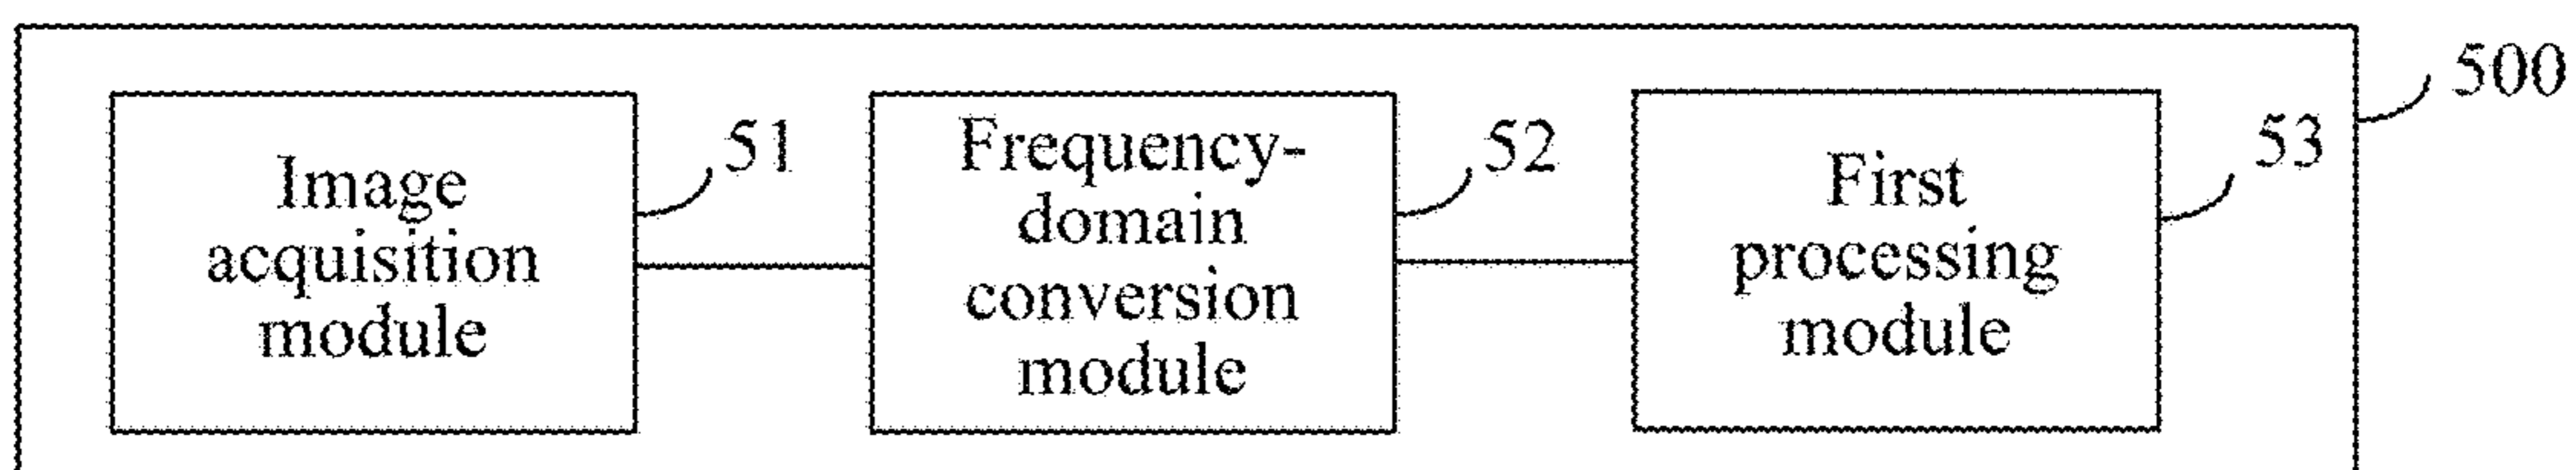 500
Image
acquisition
module
51
Frequency-
domain
conversion
module
52
First
processing
module
53